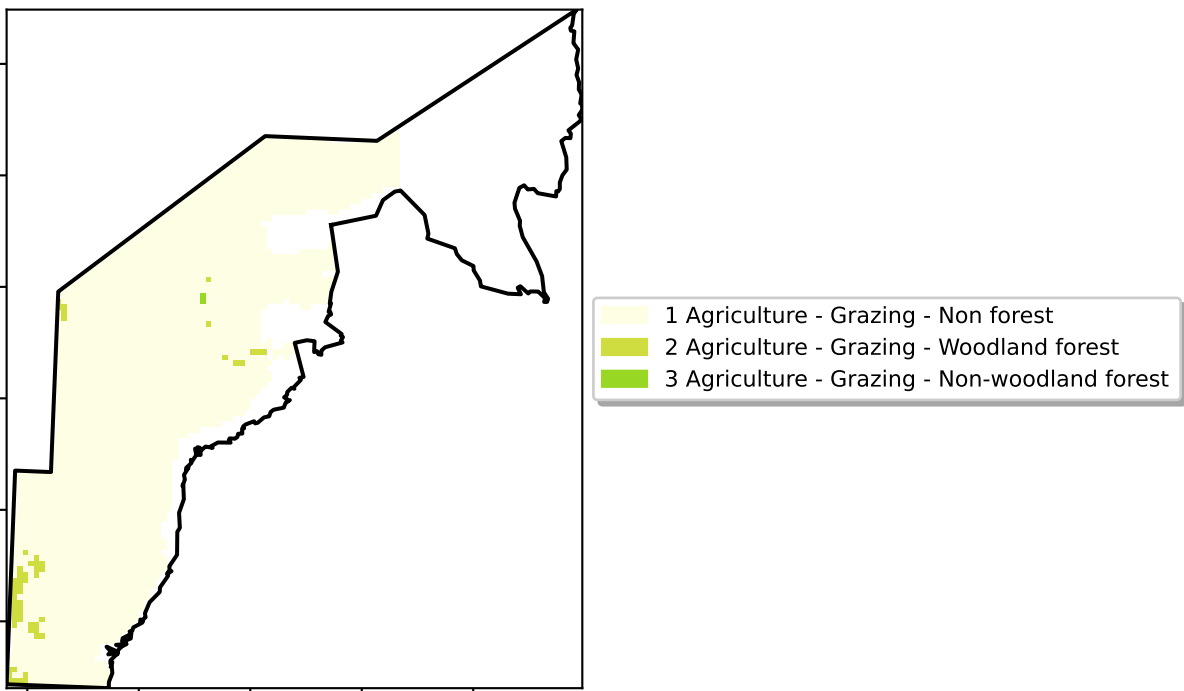 1 Agriculture - Grazing - Non forest
2 Agriculture - Grazing - Woodland forest
3 Agriculture - Grazing - Non-woodland forest